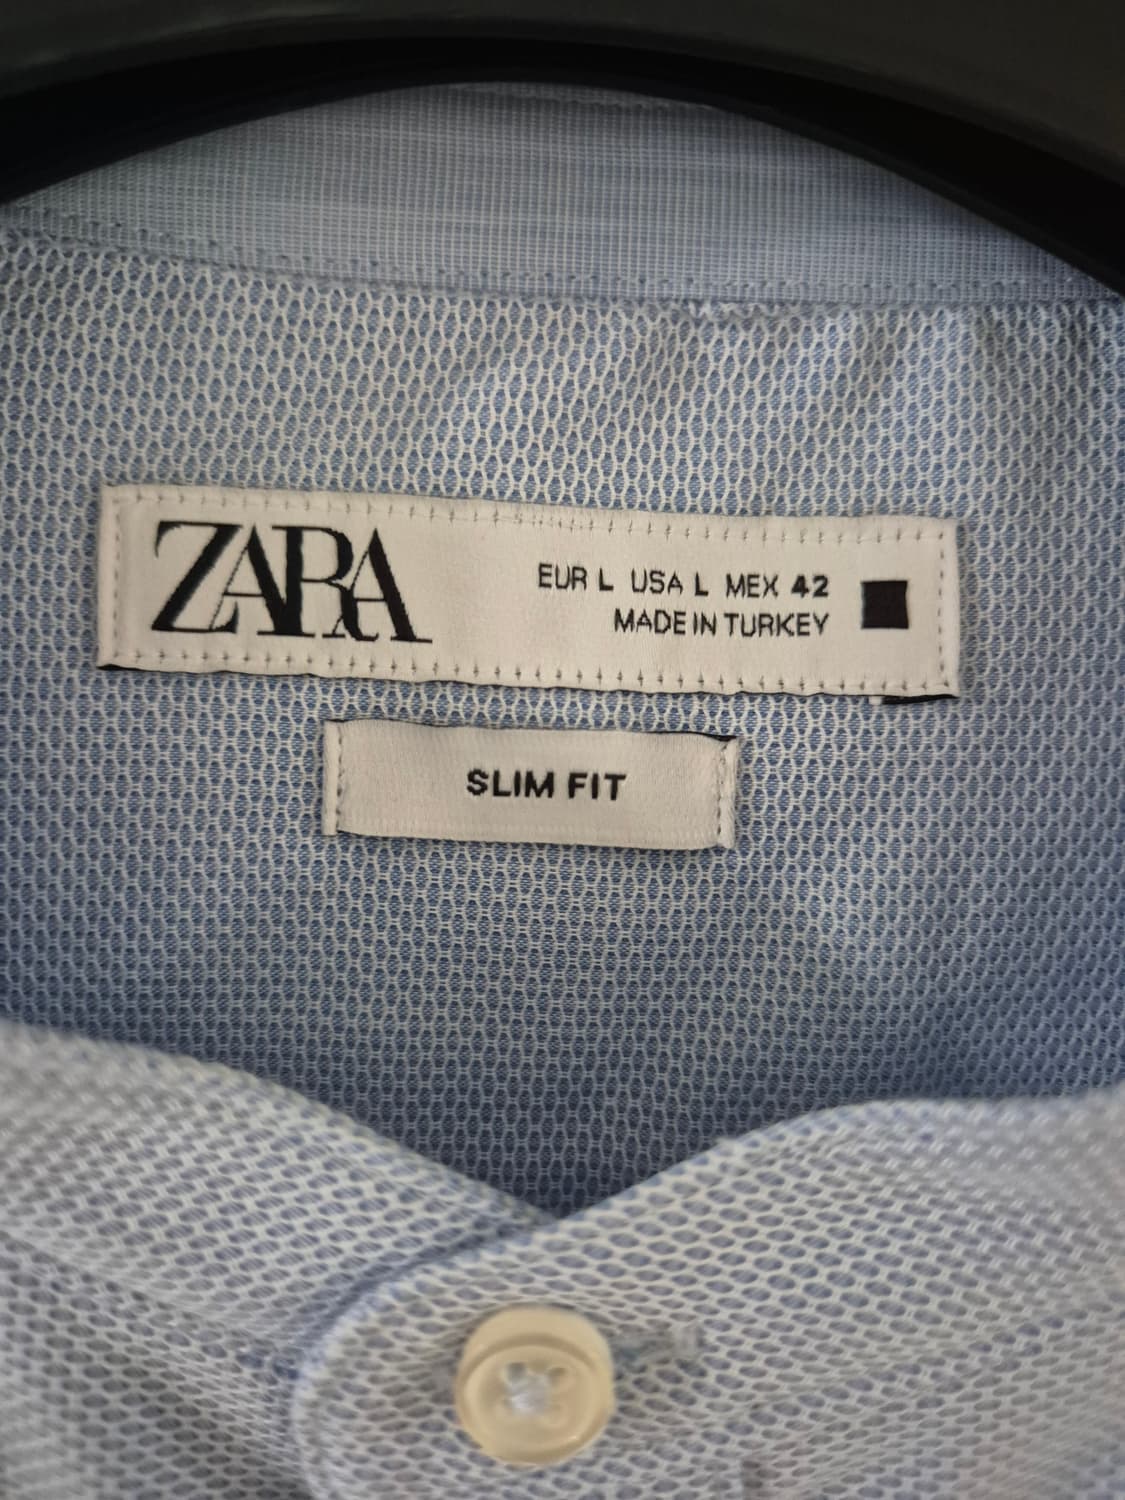 ZARA
EUR L USA L MEX 42
MADE IN TURKEY
SLIM FIT